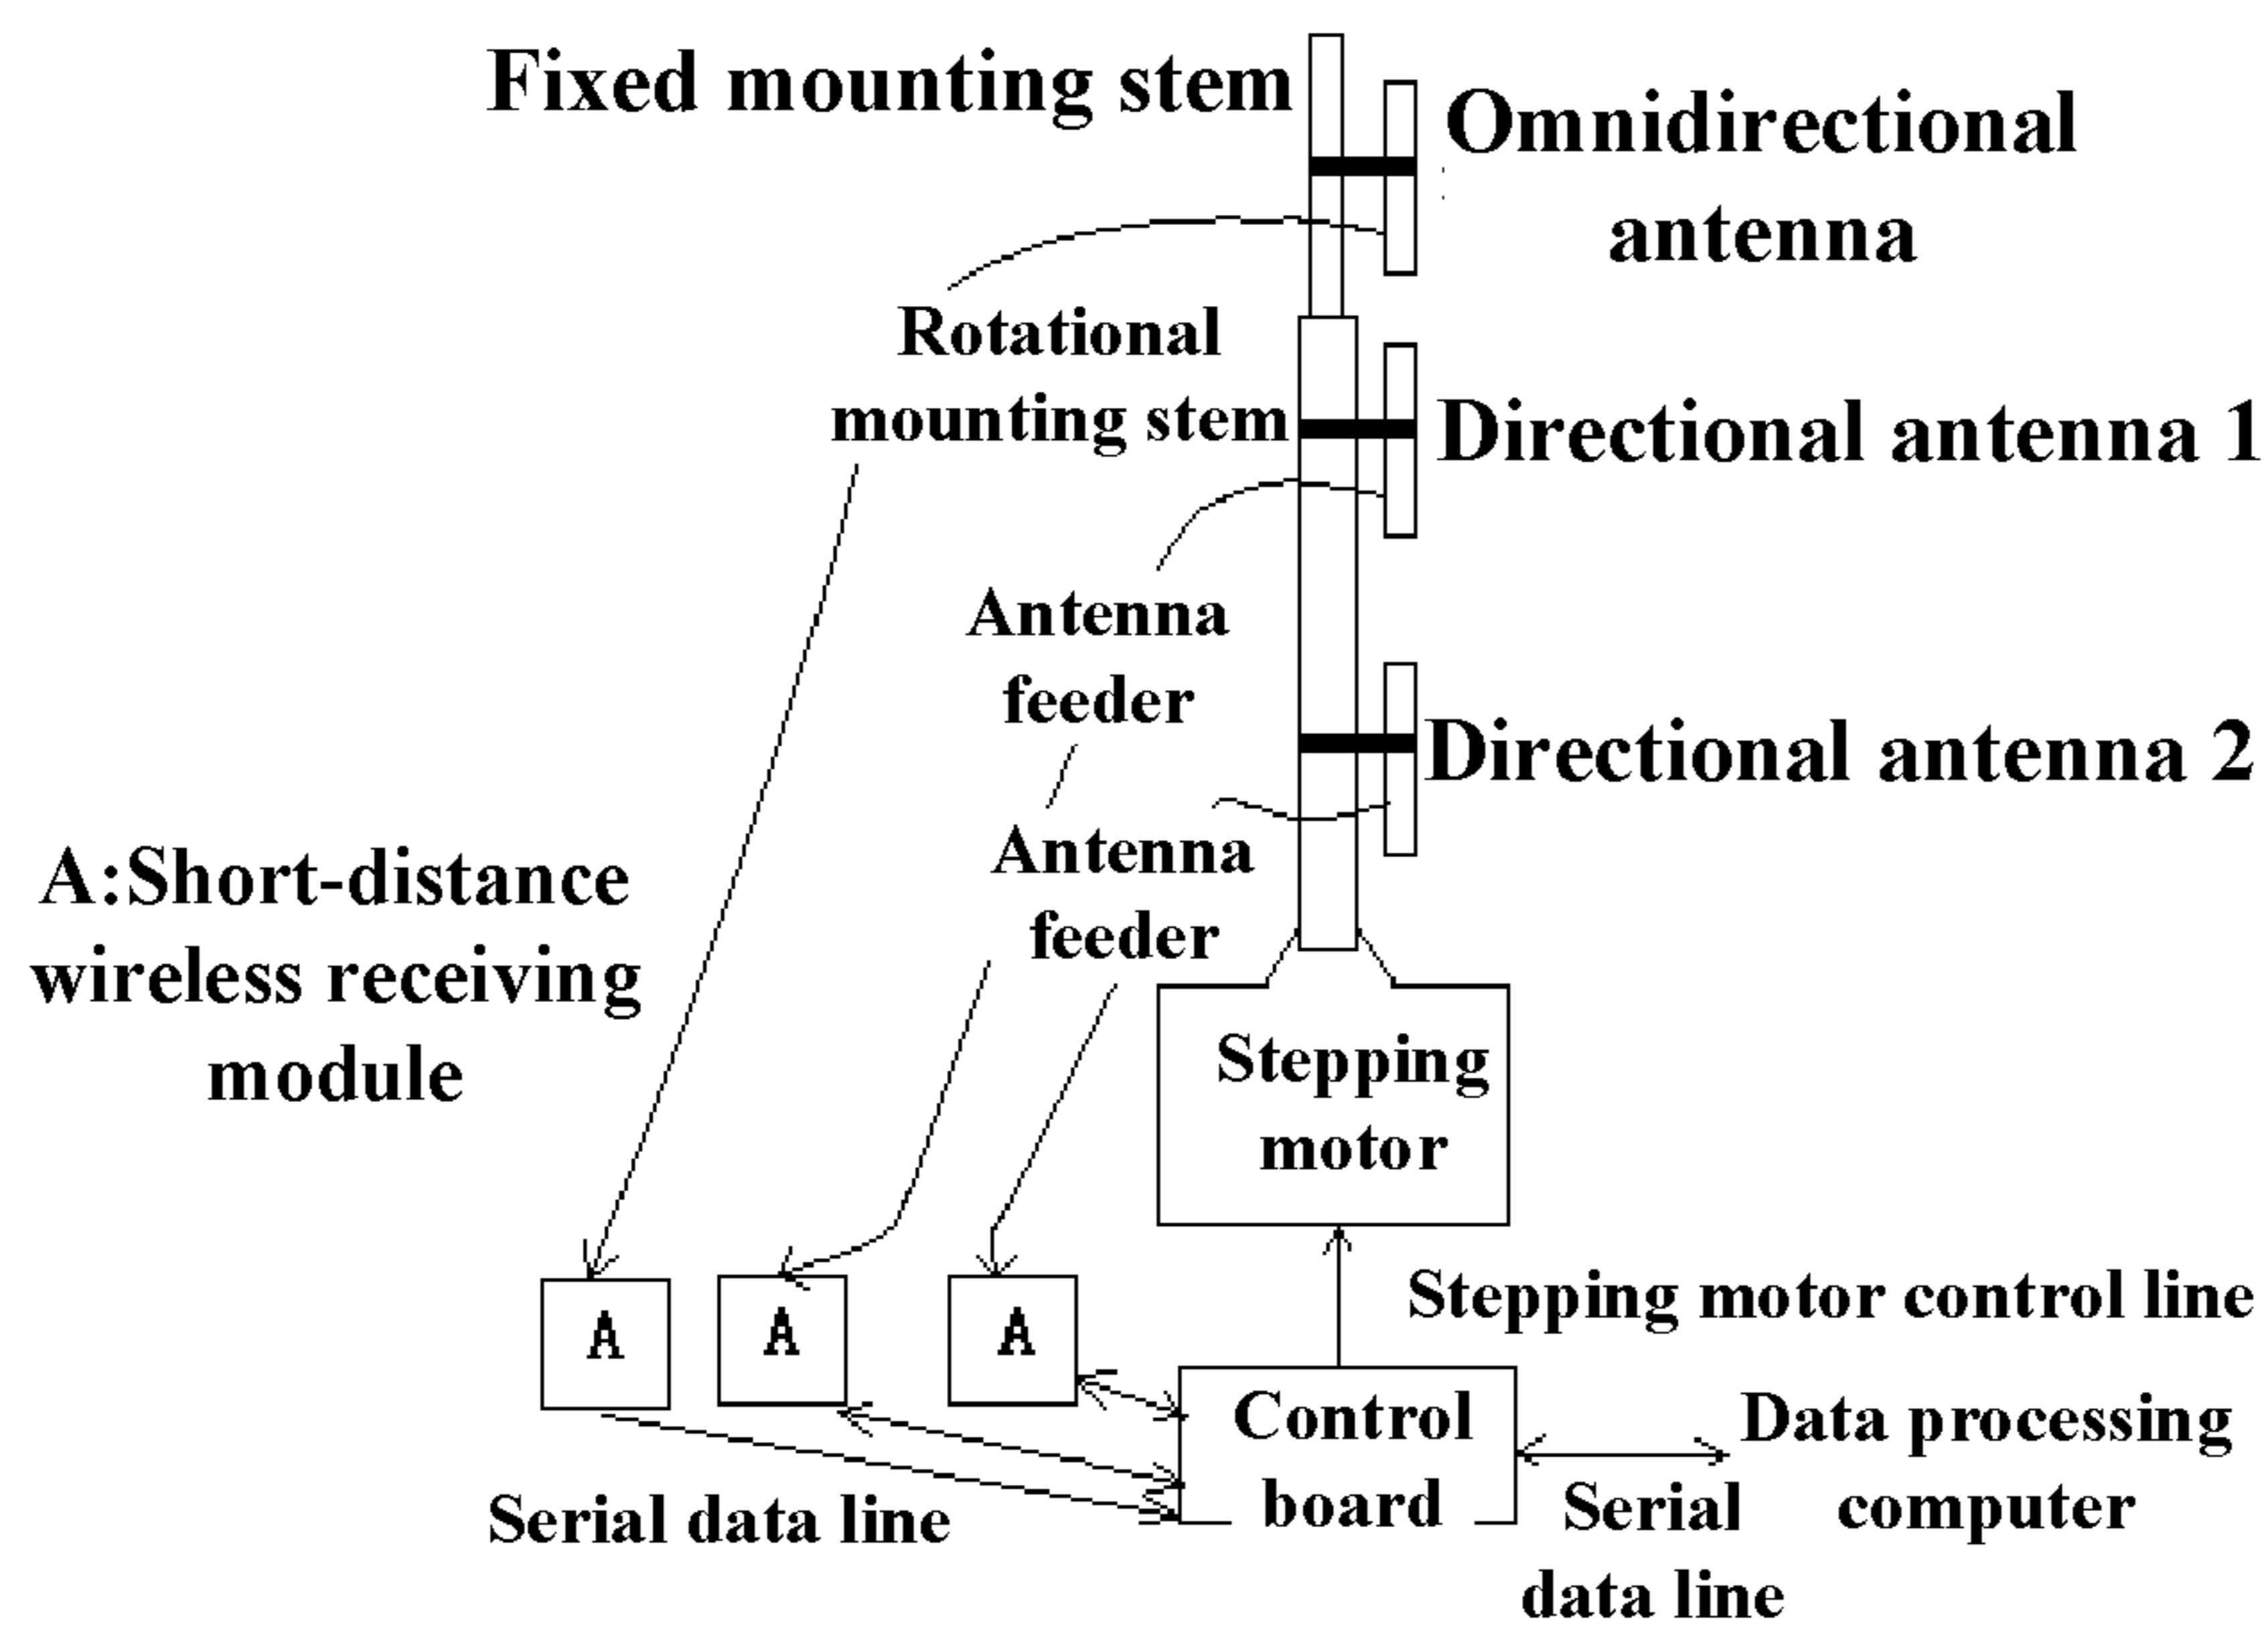 Fixed mounting stem
Omnidirectional
antenna
Rotational
mounting stem
Directional antenna 1
Antenna
feeder
Directional antenna 2
Antenna
feeder
A:Short-distance
wireless receiving
module
Stepping
motor
A
A
A
Stepping motor control line
Control
board
Data processing
computer
Serial data line
Serial
data line